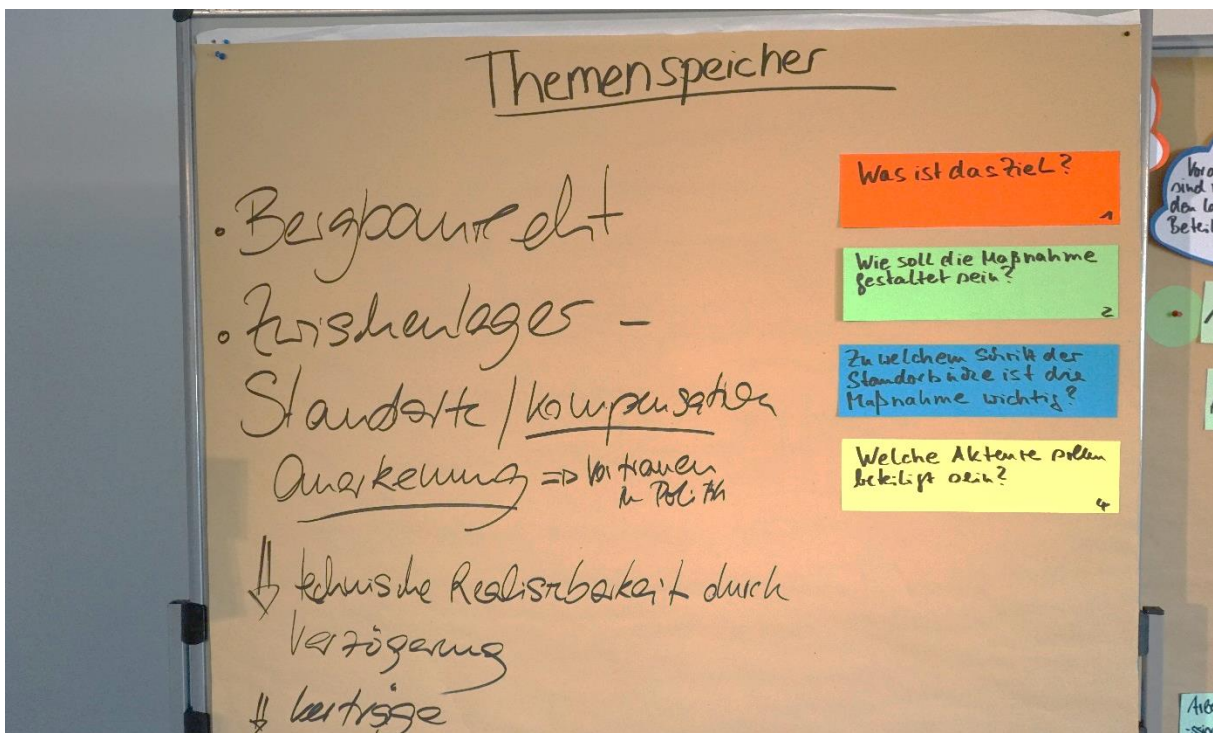 Themenspeicher
• Bergbaurecht
• Zwischenlager –
Standorte / Kompensation
Anerkennung => Vertrauen
in Politik
⇓ technische Realisierbarkeit durch
Verzögerung
⇓ Verträge
Was ist das Ziel?
1
Wie soll die Maßnahme
gestaltet sein?
2
Zu welchem Schritt der
Standortsuche ist die
Maßnahme wichtig?
Welche Akteure sollen
beteiligt sein?
4
sind